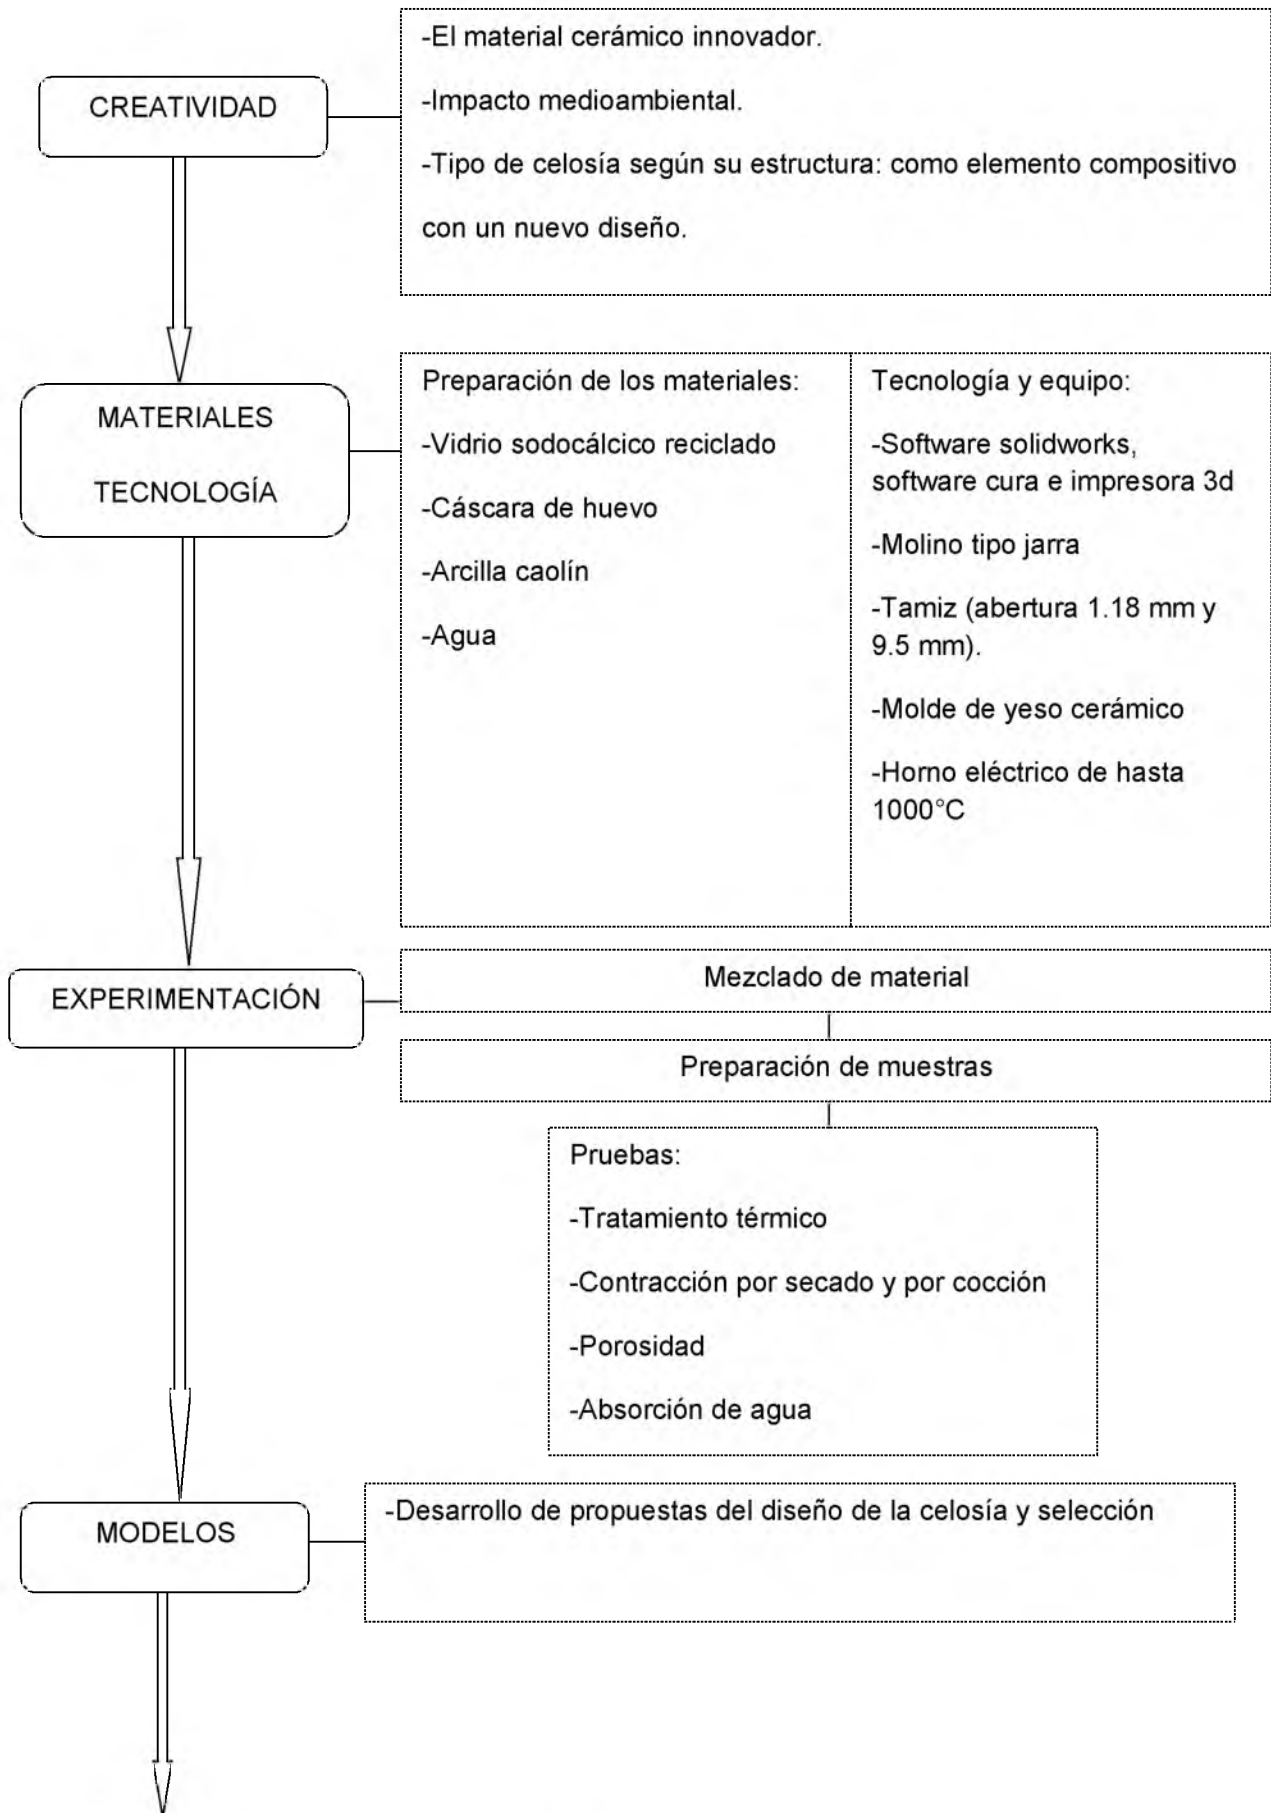 CREATIVIDAD
-El material cerámico innovador.
-Impacto medioambiental.
-Tipo de celosía según su estructura: como elemento compositivo
con un nuevo diseño.
MATERIALES
TECNOLOGÍA
Preparación de los materiales:
-Vidrio sodocálcico reciclado
-Cáscara de huevo
-Arcilla caolín
-Agua
Tecnología y equipo:
-Software solidworks,
software cura e impresora 3d
-Molino tipo jarra
-Tamiz (abertura 1.18 mm y
9.5 mm).
-Molde de yeso cerámico
-Horno eléctrico de hasta
1000°C
EXPERIMENTACIÓN
Mezclado de material
Preparación de muestras
Pruebas:
-Tratamiento térmico
-Contracción por secado y por cocción
-Porosidad
-Absorción de agua
MODELOS
-Desarrollo de propuestas del diseño de la celosía y selección